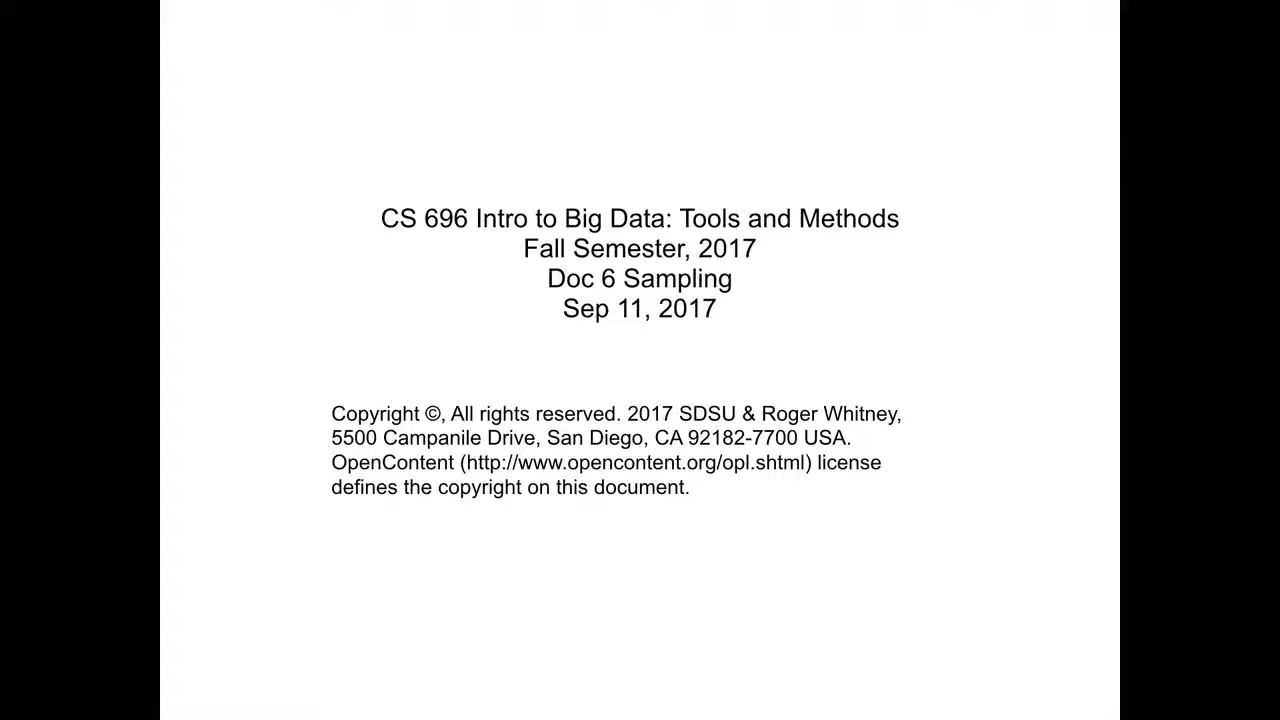 CS 696 Intro to Big Data: Tools and Methods
Fall Semester, 2017
Doc 6 Sampling
Sep 11, 2017
Copyright ©, All rights reserved. 2017 SDSU & Roger Whitney,
5500 Campanile Drive, San Diego, CA 92182-7700 USA.
OpenContent (http://www.opencontent.org/opl.shtml) license
defines the copyright on this document.